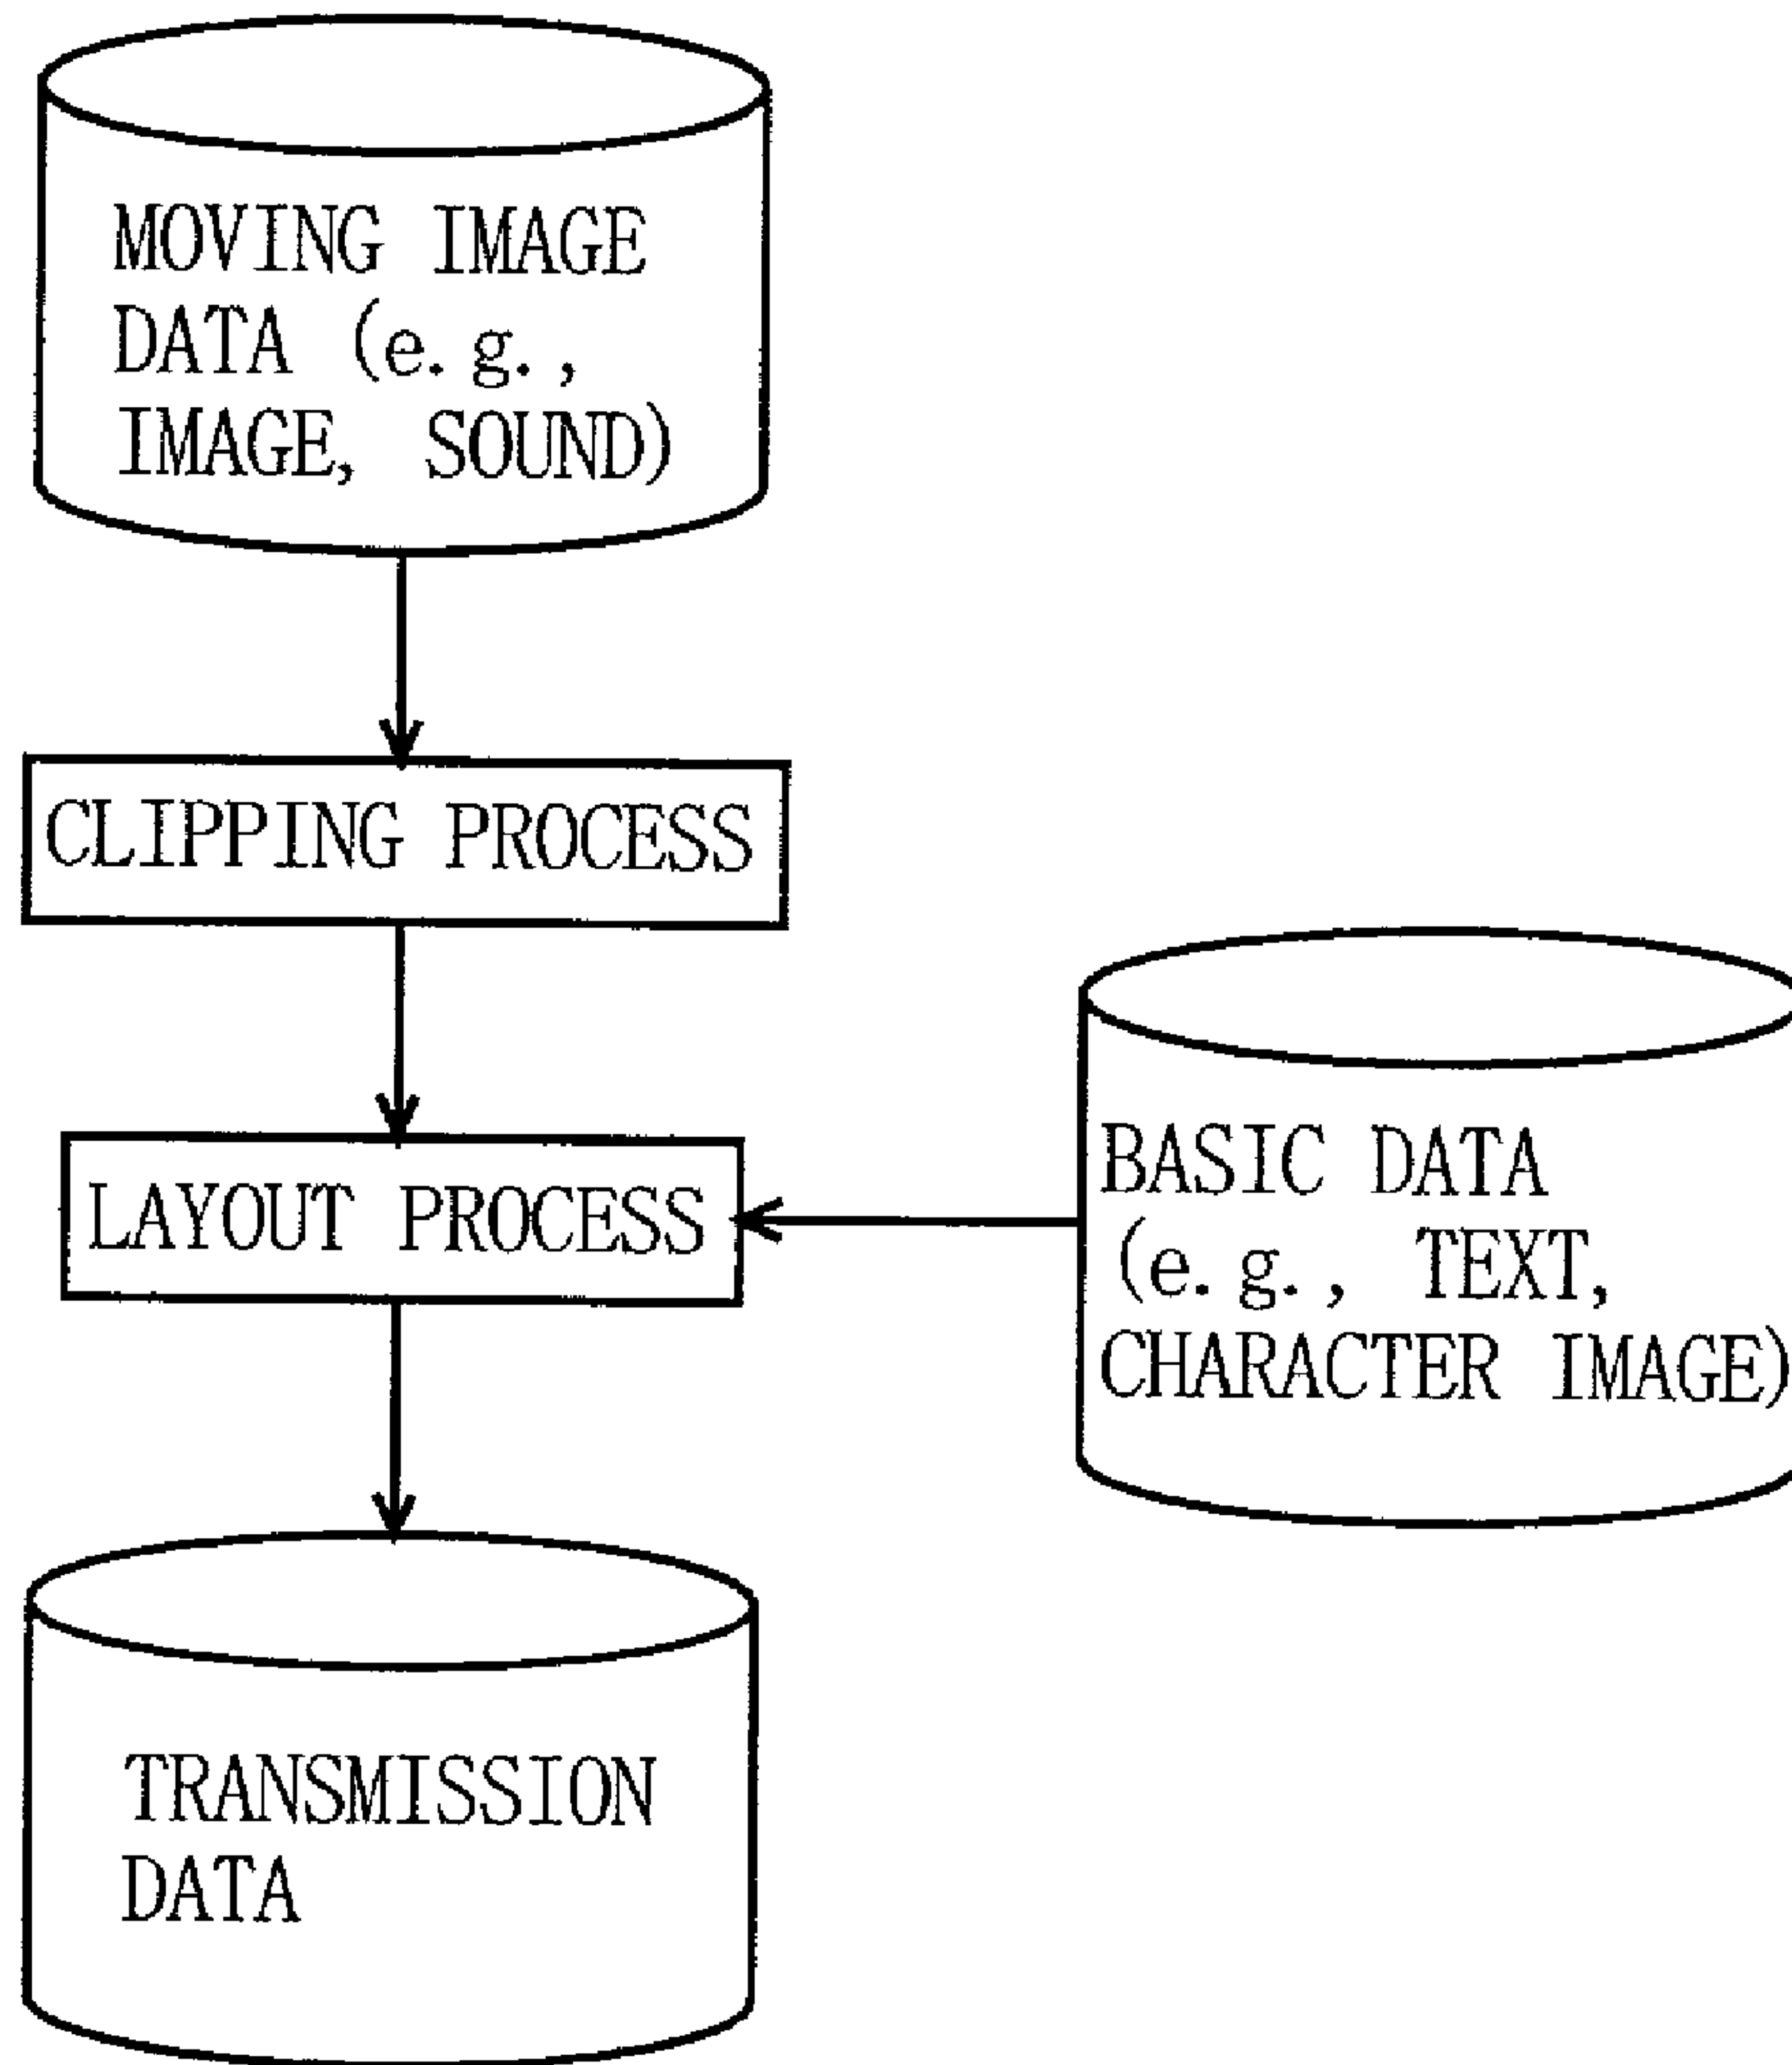 MOVING IMAGE
DATA (e.g.,
IMAGE, SOUND)
CLIPPING PROCESS
LAYOUT PROCESS
BASIC DATA
(e.g., TEXT,
CHARACTER IMAGE)
TRANSMISSION
DATA